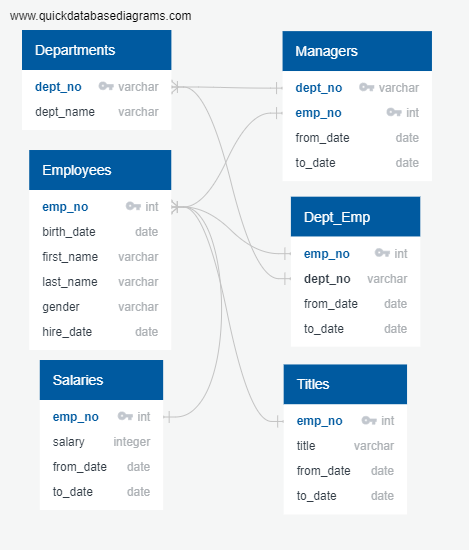 www.quickdatabasediagrams.com
Departments
dept_no varchar
dept_name varchar
Managers
dept_no varchar
emp_no int
from_date date
to_date date
Employees
emp_no int
birth_date date
first_name varchar
last_name varchar
gender varchar
hire_date date
Dept_Emp
emp_no int
dept_no varchar
from_date date
to_date date
Salaries
emp_no int
salary integer
from_date date
to_date date
Titles
emp_no int
title varchar
from_date date
to_date date